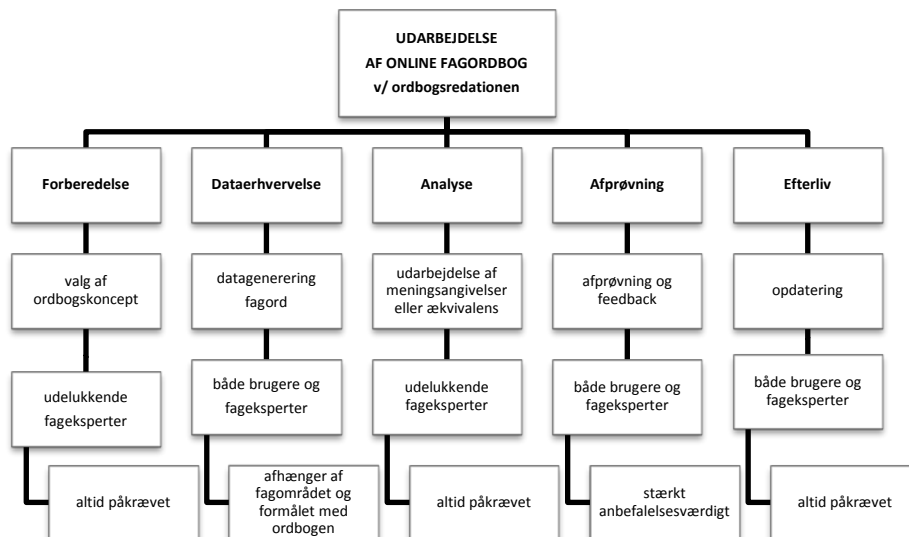 UDARBEJDELSE
AF ONLINE FAGORDBOG
v/ ordbogsredationen
Forberedelse
Dataerhvervelse
Analyse
Afprøvning
Efterliv
valg af
ordbogskoncept
datagenerering
fagord
udarbejdelse af
meningsangivelser
eller ækvivalens
afprøvning og
feedback
opdatering
udelukkende
fageksperter
både brugere og
fageksperter
udelukkende
fageksperter
både brugere og
fageksperter
både brugere og
fageksperter
altid påkrævet
afhænger af
fagområdet og
formålet med
ordbogen
altid påkrævet
stærkt
anbefalelsesværdigt
altid påkrævet